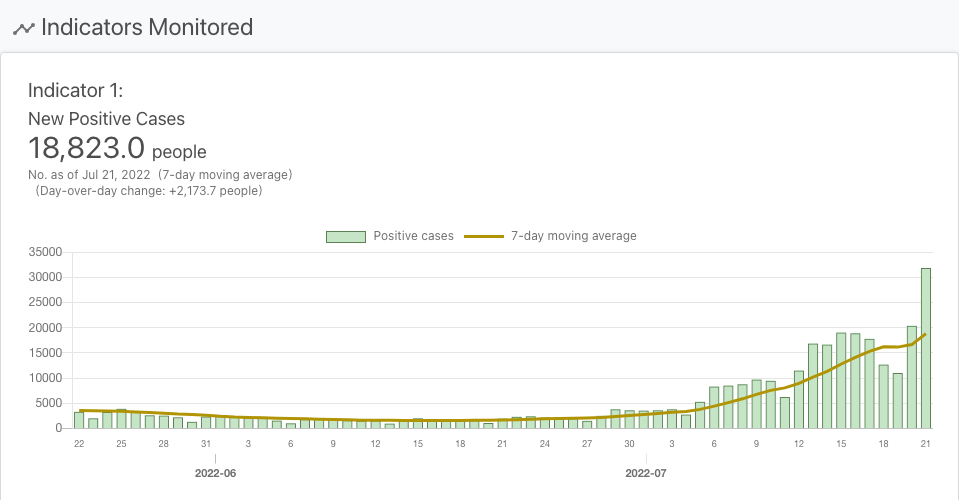 Indicators Monitored
Indicator 1:
New Positive Cases
18,823.0 people
No. as of Jul 21, 2022 (7-day moving average)
(Day-over-day change: +2,173.7 people)
Positive cases 7-day moving average
35000
30000
25000
20000
15000
10000
5000
0
22 25 28 31 3 6 9 12 15 18 21 24 27 30 3 6 9 12 15 18 21
2022-06 2022-07